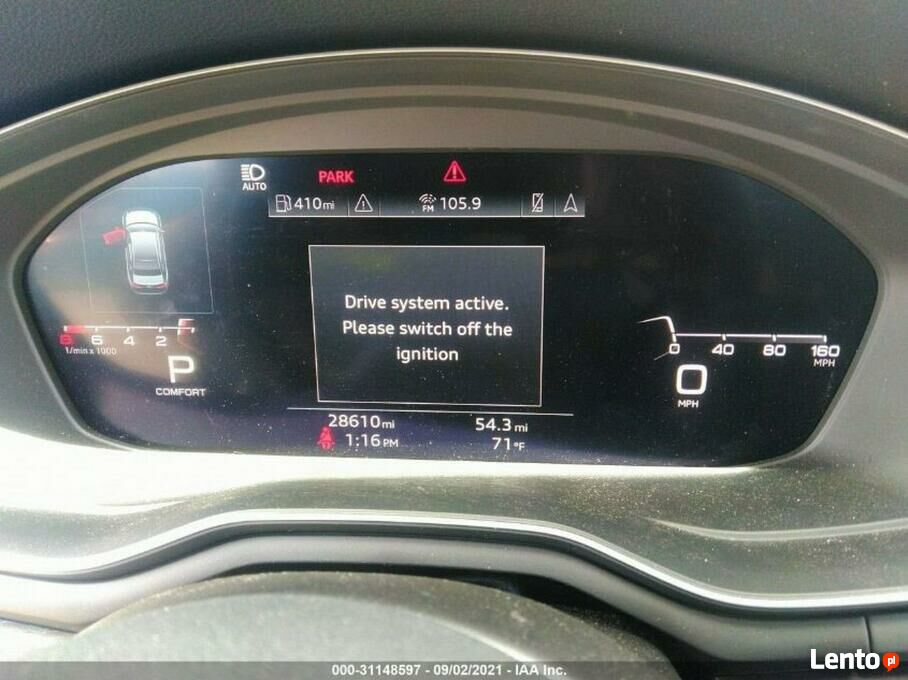 AUTO
PARK
410mi
FM 105.9
Drive system active.
Please switch off the
ignition
8 6 4 2
1/min x 1000
P
COMFORT
0 40 80 160
MPH
0
MPH
28610mi 54.3 mi
1:16 PM 71°F
000-31148597 - 09/02/2021 - IAA Inc.
Lento pl